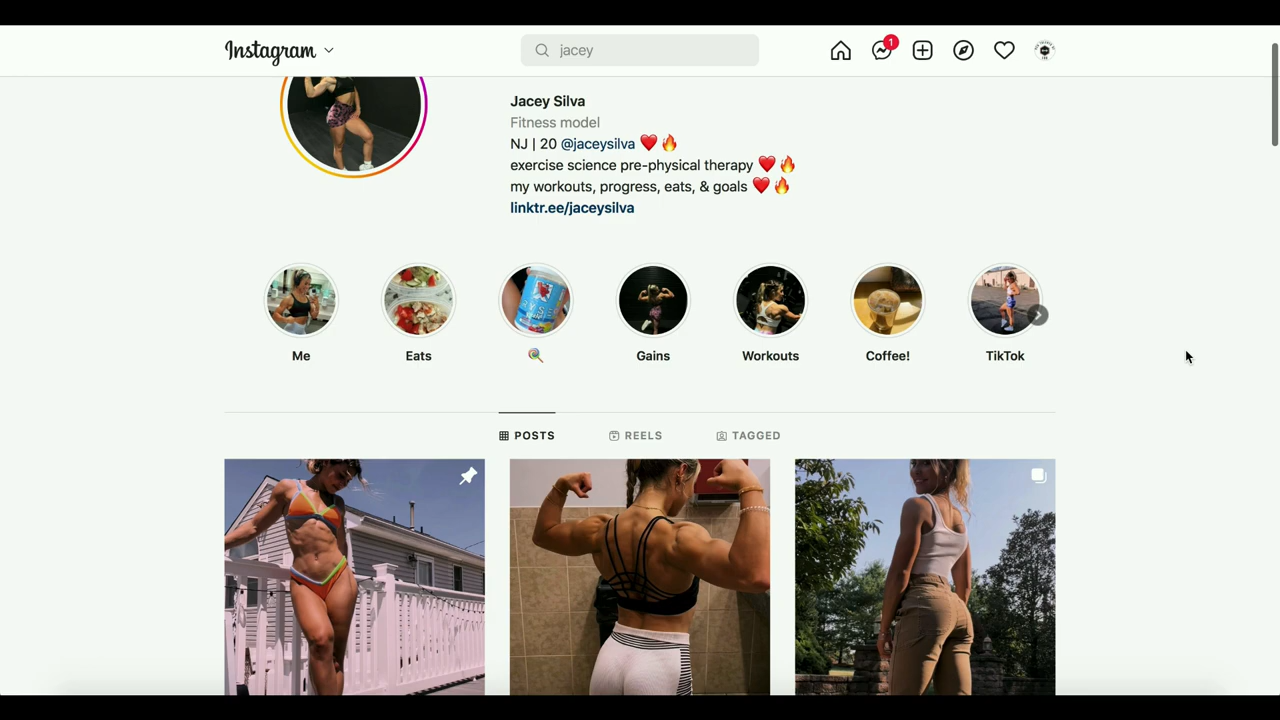 Instagram
jacey
1
Jacey Silva
Fitness model
NJ | 20 @jaceysilva ❤️🔥
exercise science pre-physical therapy ❤️🔥
my workouts, progress, eats, & goals ❤️🔥
linktr.ee/jaceysilva
Me
Eats
🍭
Gains
Workouts
Coffee!
TikTok
POSTS
REELS
TAGGED